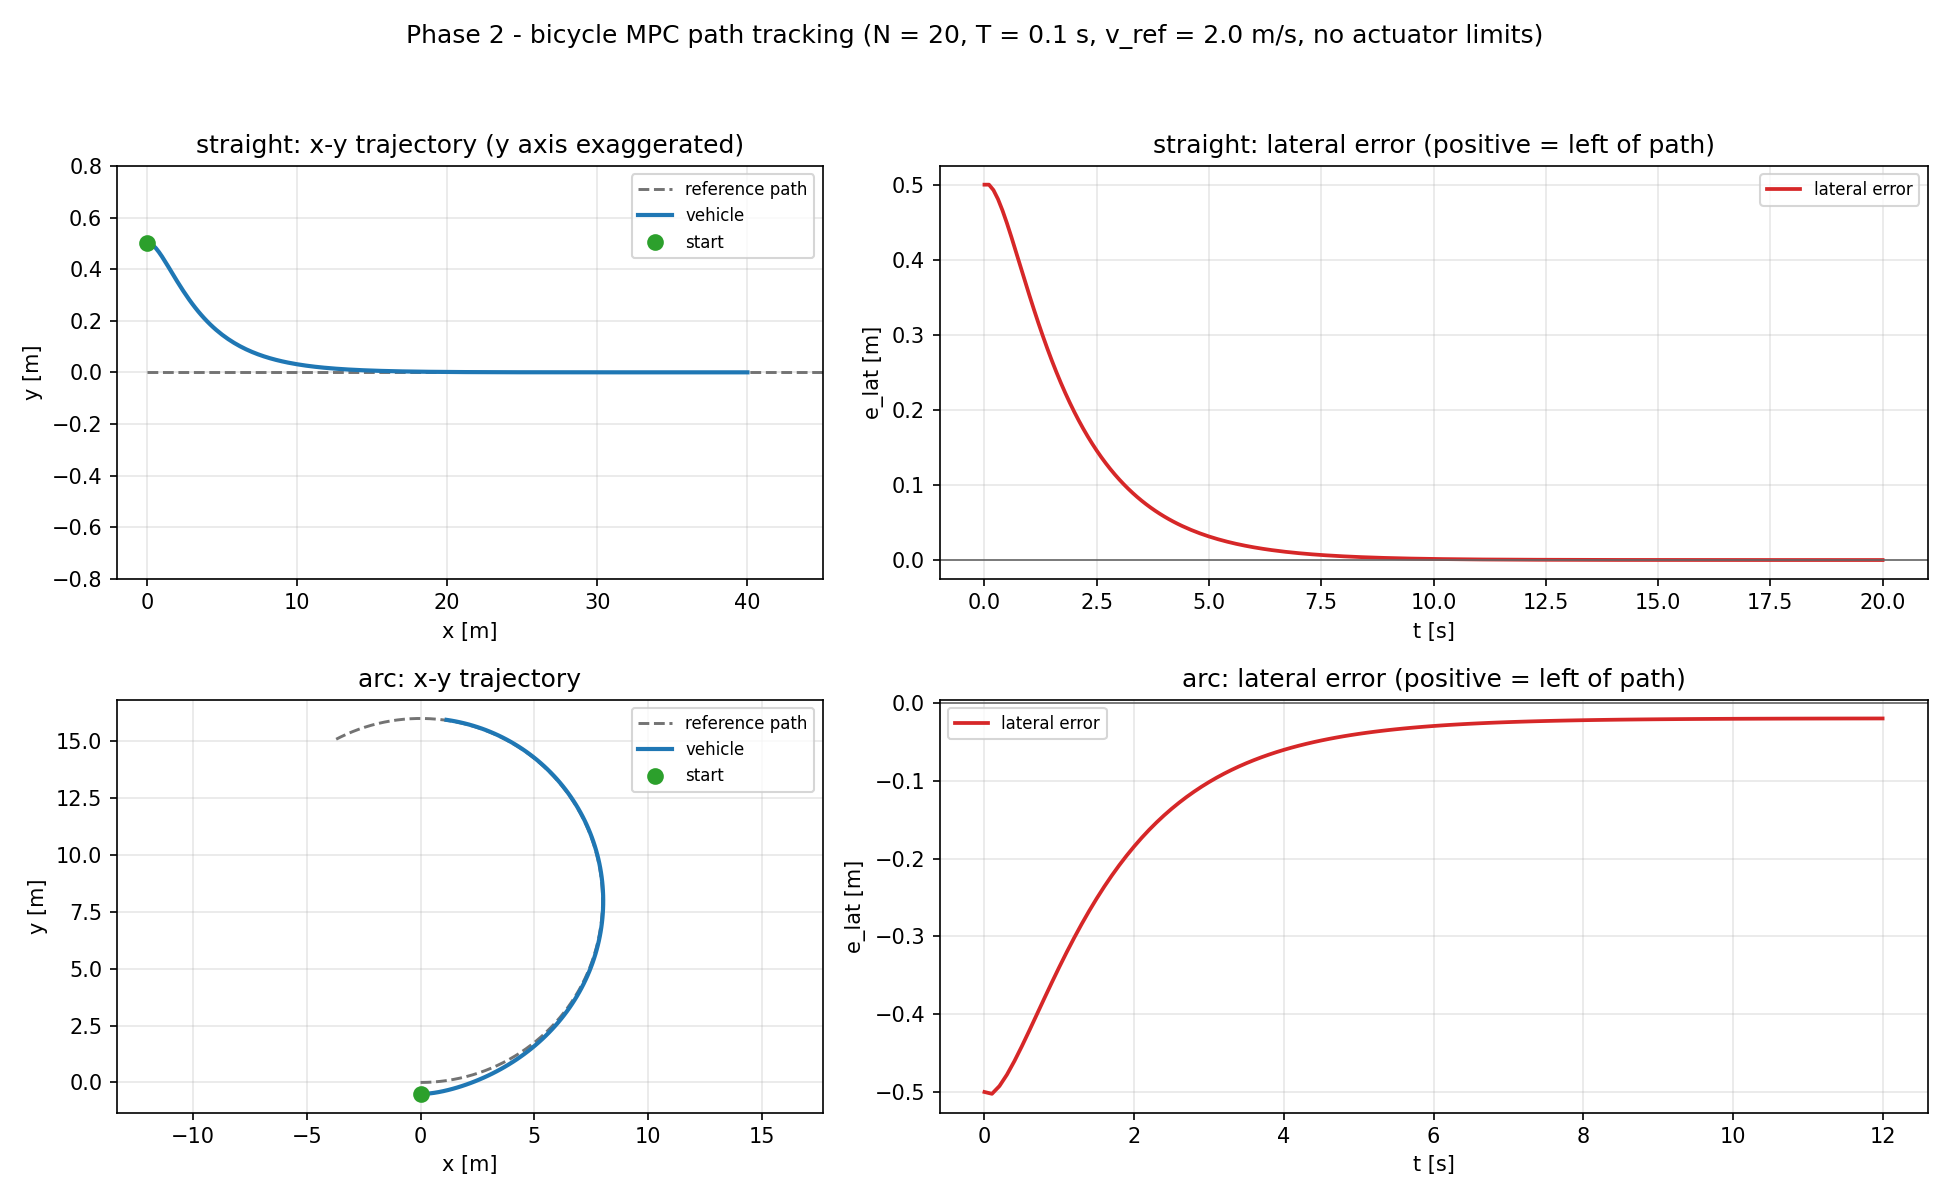 Phase 2 - bicycle MPC path tracking (N = 20, T = 0.1 s, v_ref = 2.0 m/s, no actuator limits)
straight: x-y trajectory (y axis exaggerated)
0.8
0.6
0.4
0.2
0.0
−0.2
−0.4
−0.6
−0.8
y [m]
reference path
vehicle
start
0 10 20 30 40
x [m]
straight: lateral error (positive = left of path)
0.5
0.4
0.3
0.2
0.1
0.0
e_lat [m]
lateral error
0.0 2.5 5.0 7.5 10.0 12.5 15.0 17.5 20.0
t [s]
arc: x-y trajectory
15.0
12.5
10.0
7.5
5.0
2.5
0.0
y [m]
reference path
vehicle
start
−10 −5 0 5 10 15
x [m]
arc: lateral error (positive = left of path)
0.0
−0.1
−0.2
−0.3
−0.4
−0.5
e_lat [m]
lateral error
0 2 4 6 8 10 12
t [s]